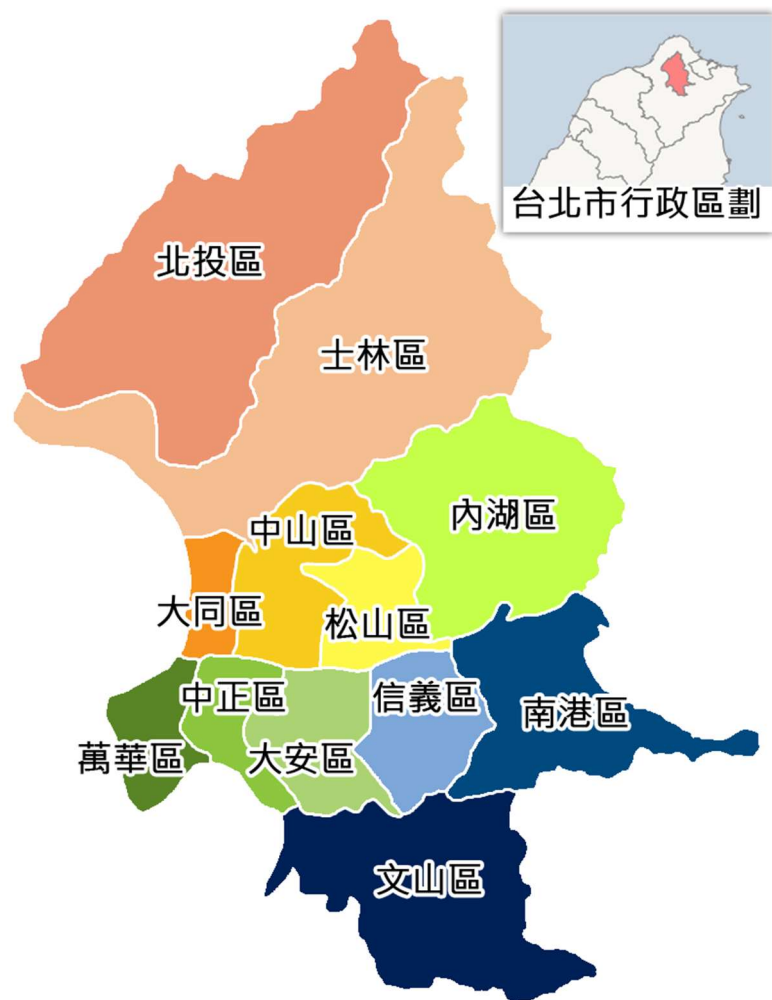 台北市行政區劃
北投區
士林區
內湖區
中山區
大同區
松山區
中正區
信義區
南港區
萬華區
大安區
文山區